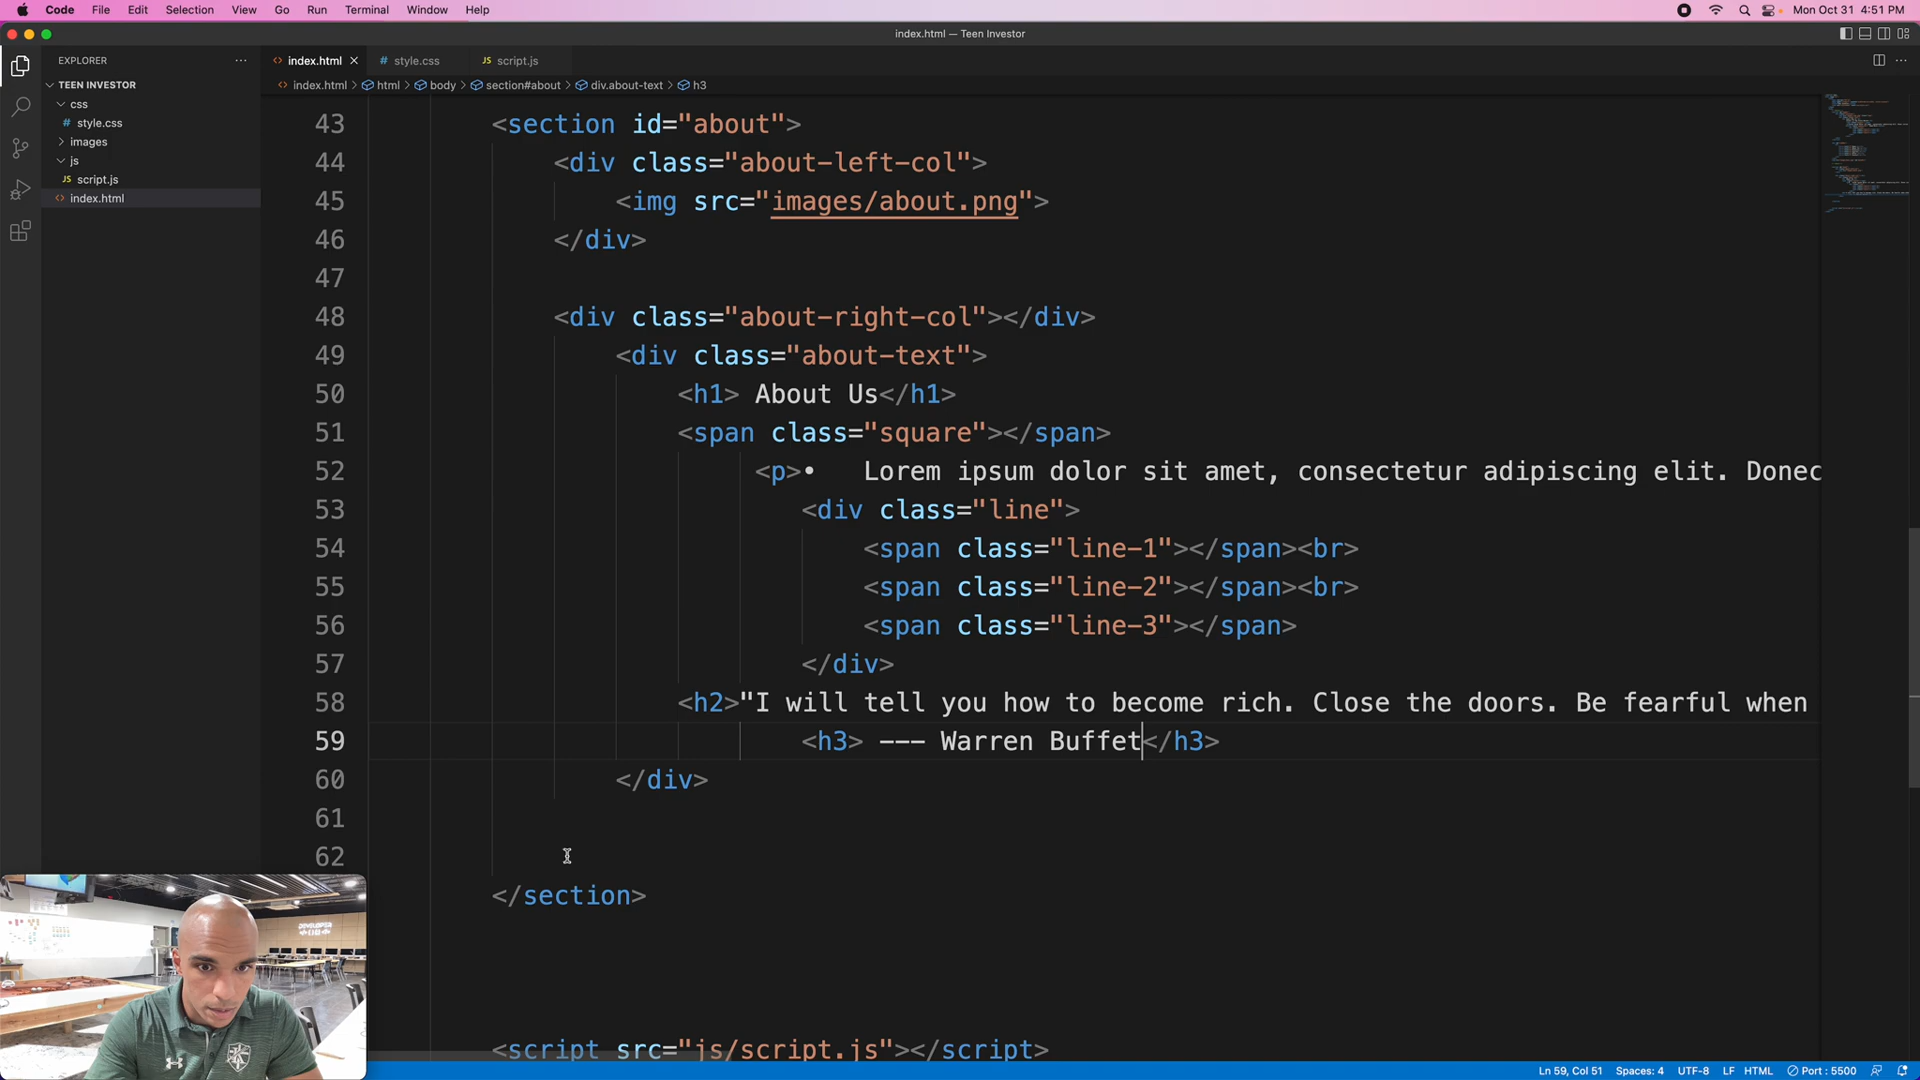 Code File Edit Selection View Go Run Terminal Window Help Mon Oct 31 4:51 PM
index.html — Teen Investor
EXPLORER
TEEN INVESTOR
css
# style.css
images
js
JS script.js
<> index.html
<> index.html # style.css JS script.js
<> index.html > html > body > section#about > div.about-text > h3
43 <section id="about">
44 <div class="about-left-col">
45 <img src="images/about.png">
46 </div>
47
48 <div class="about-right-col"></div>
49 <div class="about-text">
50 <h1> About Us</h1>
51 <span class="square"></span>
52 <p>• Lorem ipsum dolor sit amet, consectetur adipiscing elit. Donec
53 <div class="line">
54 <span class="line-1"></span><br>
55 <span class="line-2"></span><br>
56 <span class="line-3"></span>
57 </div>
58 <h2>"I will tell you how to become rich. Close the doors. Be fearful when
59 <h3> --- Warren Buffet</h3>
60 </div>
61
62
</section>
<script src="js/script.js"></script>
Ln 59, Col 51 Spaces: 4 UTF-8 LF HTML Port : 5500